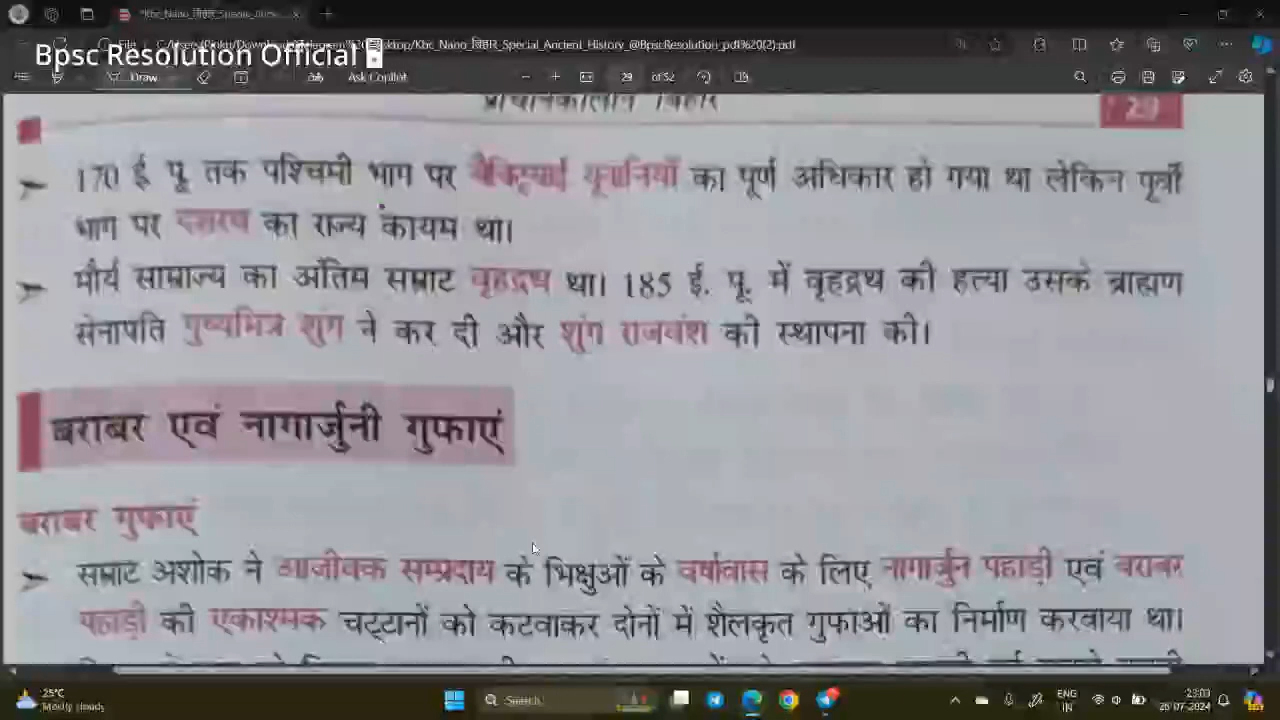 Bpsc Resolution Official
Draw
Ask Copilot
29 of 52
प्राचीनकालीन बिहार
29
170 ई. पू. तक पश्चिमी भाग पर का पूर्ण अधिकार हो गया था लेकिन पूर्वी
भाग पर का राज्य कायम था।
मौर्य साम्राज्य का अंतिम सम्राट वृहद्रथ था। 185 ई. पू. में वृहद्रथ की हत्या उसके ब्राह्मण
सेनापति पुष्यमित्र शुंग ने कर दी और शुंग राजवंश की स्थापना की।
बराबर एवं नागार्जुनी गुफाएं
बराबर गुफाएं
सम्राट अशोक ने आजीवक सम्प्रदाय के भिक्षुओं के वर्षावास के लिए नागार्जुन पहाड़ी एवं बराबर
पहाड़ी की एकाश्मक चट्टानों को कटवाकर दोनों में शैलकृत गुफाओं का निर्माण करवाया था।
25°C
Mostly cloudy
Search
ENG
IN
23:03
26-07-2024